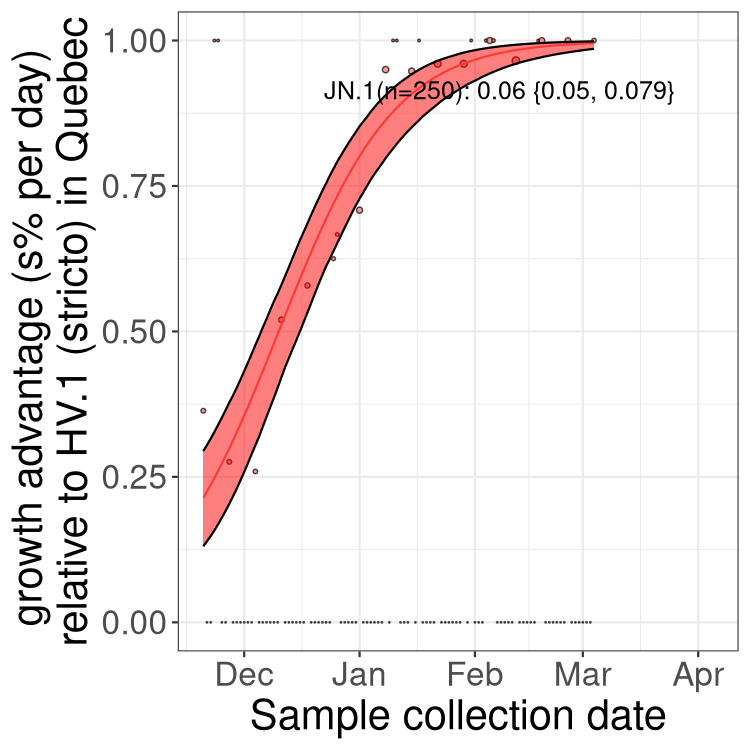 growth advantage (s% per day)
relative to HV.1 (stricto) in Quebec
1.00
0.75
0.50
0.25
0.00
JN.1(n=250): 0.06 {0.05, 0.079}
Dec Jan Feb Mar Apr
Sample collection date